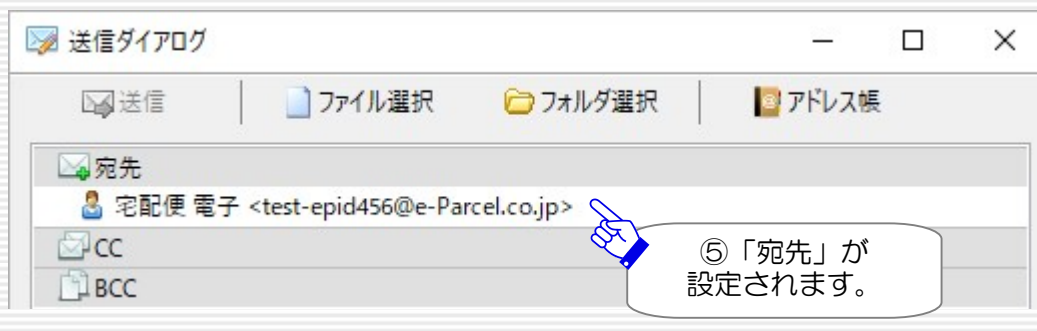 送信ダイアログ
送信 ファイル選択 フォルダ選択 アドレス帳
宛先
宅配便 電子 <test-epid456@e-Parcel.co.jp>
CC
BCC
⑤「宛先」が
設定されます。